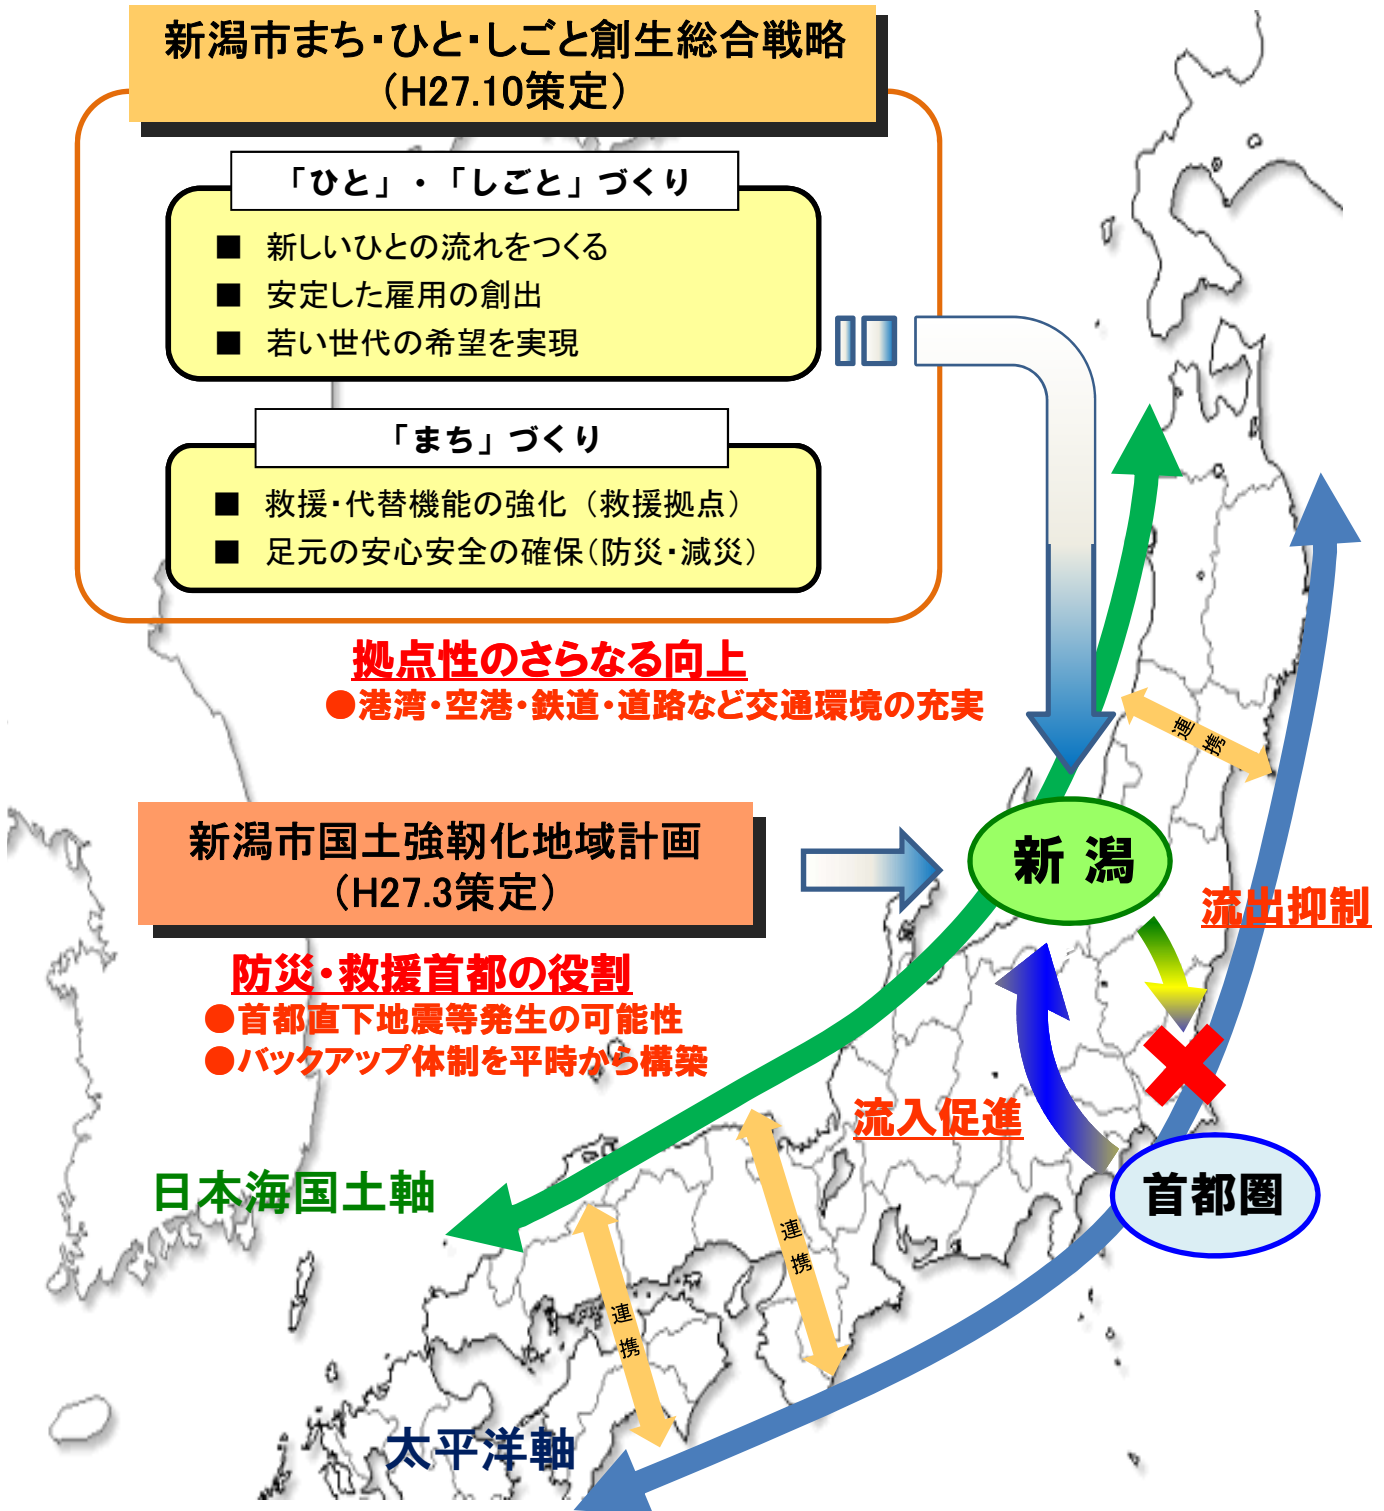 新潟市まち・ひと・しごと創生総合戦略
（H27.10策定）
「ひと」・「しごと」づくり
■ 新しいひとの流れをつくる
■ 安定した雇用の創出
■ 若い世代の希望を実現
「まち」づくり
■ 救援・代替機能の強化（救援拠点）
■ 足元の安心安全の確保（防災・減災）
拠点性のさらなる向上
●港湾・空港・鉄道・道路など交通環境の充実
連携
新潟市国土強靭化地域計画
（H27.3策定）
新潟
流出抑制
防災・救援首都の役割
●首都直下地震等発生の可能性
●バックアップ体制を平時から構築
流入促進
日本海国土軸
首都圏
連携
連携
太平洋軸